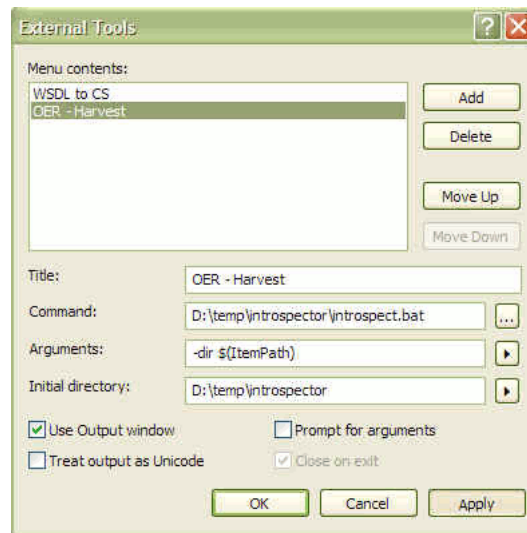 External Tools
Menu contents:
WSDL to CS
OER - Harvest
Add
Delete
Move Up
Move Down
Title:
OER - Harvest
Command:
D:\temp\introspector\introspect.bat
...
Arguments:
-dir $(ItemPath)
Initial directory:
D:\temp\introspector
Use Output window
Prompt for arguments
Treat output as Unicode
Close on exit
OK
Cancel
Apply